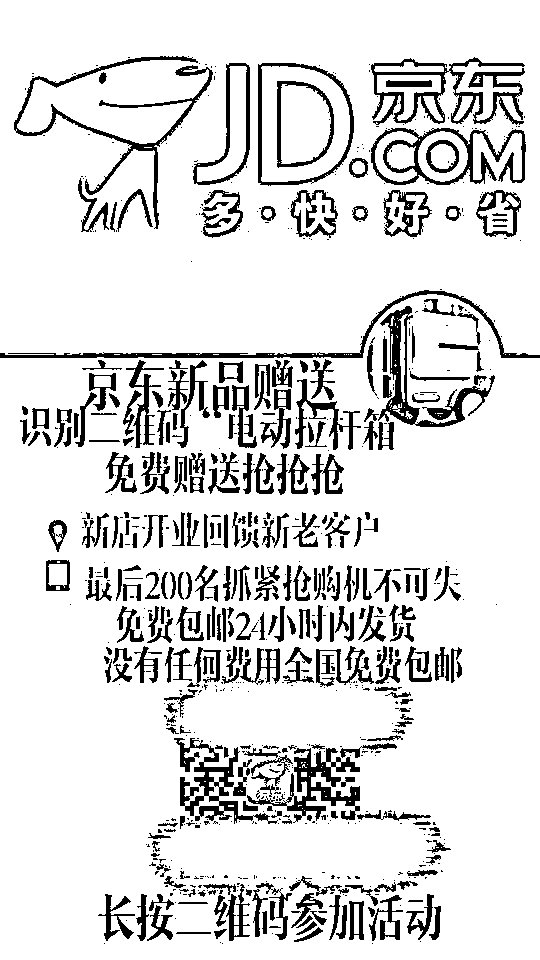 JD京东
.COM
多·快·好·省
京东新品赠送
识别二维码“电动拉杆箱
免费赠送抢抢抢
新店开业回馈新老客户
最后200名抓紧抢购机不可失
免费包邮24小时内发货
没有任何费用全国免费包邮
长按二维码参加活动